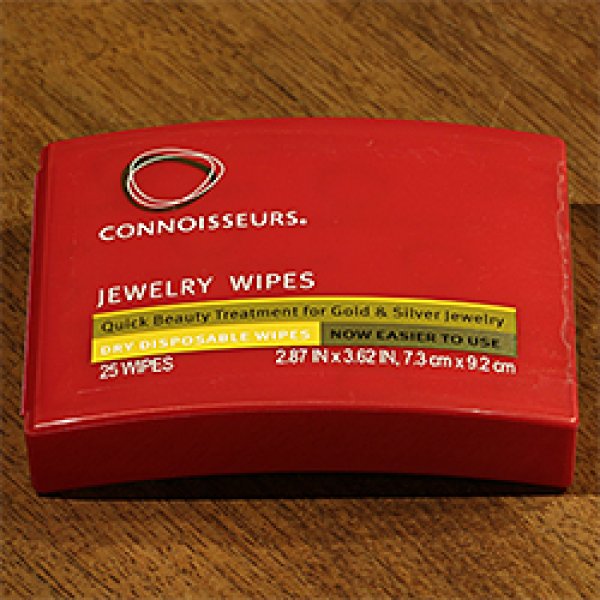 CONNOISSEURS.
JEWELRY WIPES
Quick Beauty Treatment for Gold & Silver Jewelry
DRY DISPOSABLE WIPES NOW EASIER TO USE
25 WIPES 2.87 IN x 3.62 IN, 7.3 cm x 9.2 cm